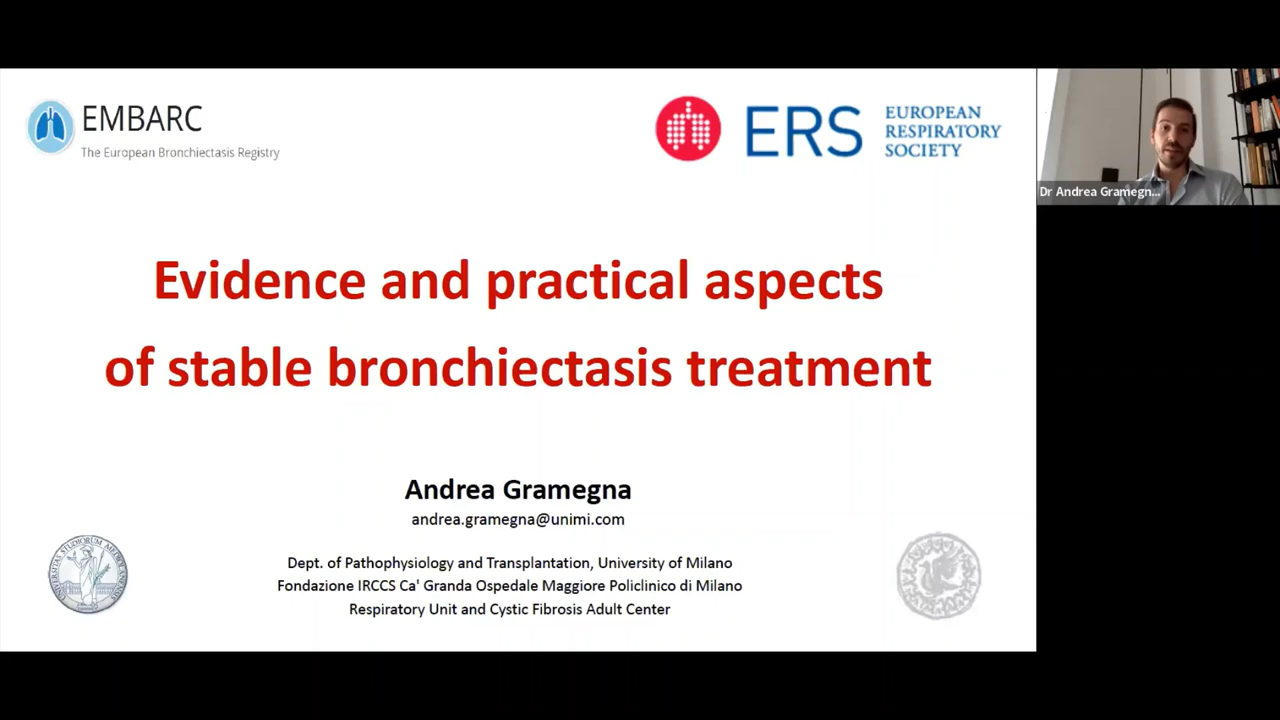 EMBARC
The European Bronchiectasis Registry
ERS
EUROPEAN
RESPIRATORY
SOCIETY
Dr Andrea Gramegn...
Evidence and practical aspects
of stable bronchiectasis treatment
Andrea Gramegna
andrea.gramegna@unimi.com
Dept. of Pathophysiology and Transplantation, University of Milano
Fondazione IRCCS Ca' Granda Ospedale Maggiore Policlinico di Milano
Respiratory Unit and Cystic Fibrosis Adult Center